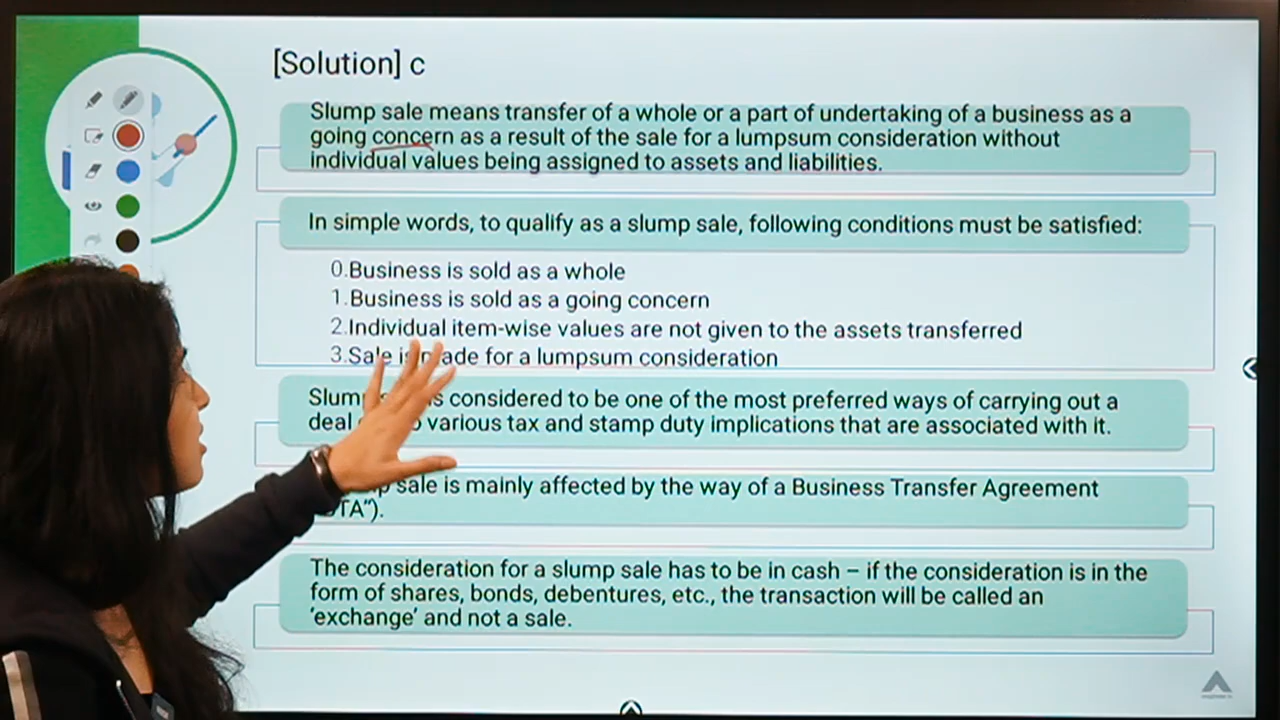 [Solution] c
Slump sale means transfer of a whole or a part of undertaking of a business as a
going concern as a result of the sale for a lumpsum consideration without
individual values being assigned to assets and liabilities.
In simple words, to qualify as a slump sale, following conditions must be satisfied:
0.Business is sold as a whole
1.Business is sold as a going concern
2.Individual item-wise values are not given to the assets transferred
3.Sale is made for a lumpsum consideration
Slum s considered to be one of the most preferred ways of carrying out a
deal various tax and stamp duty implications that are associated with it.
sale is mainly affected by the way of a Business Transfer Agreement
TA”).
The consideration for a slump sale has to be in cash – if the consideration is in the
form of shares, bonds, debentures, etc., the transaction will be called an
‘exchange’ and not a sale.